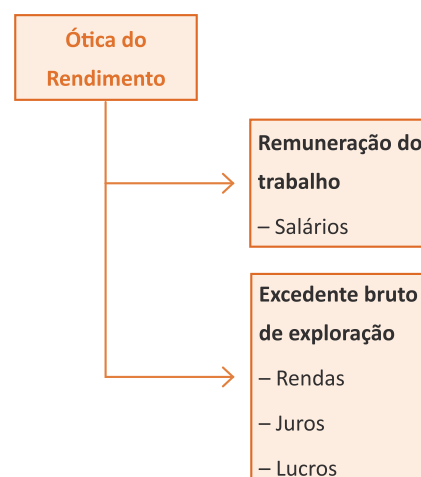 Ótica do
Rendimento
Remuneração do
trabalho
– Salários
Excedente bruto
de exploração
– Rendas
– Juros
– Lucros